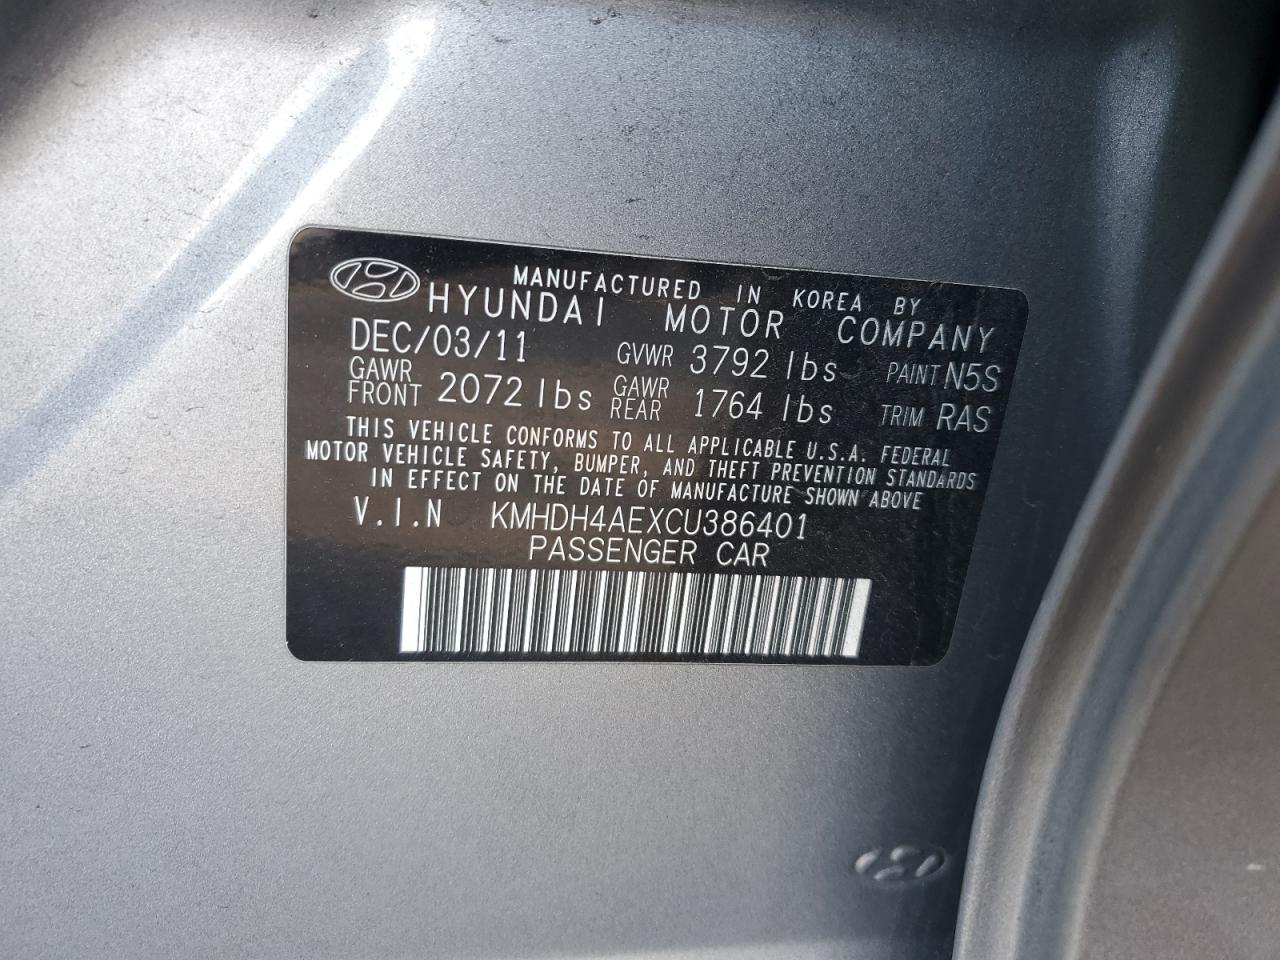 MANUFACTURED IN KOREA BY
HYUNDAI MOTOR COMPANY
DEC/03/11 GVWR 3792 lbs PAINT N5S
GAWR FRONT 2072 lbs GAWR REAR 1764 lbs TRIM RAS
THIS VEHICLE CONFORMS TO ALL APPLICABLE U.S.A. FEDERAL
MOTOR VEHICLE SAFETY, BUMPER, AND THEFT PREVENTION STANDARDS
IN EFFECT ON THE DATE OF MANUFACTURE SHOWN ABOVE
V.I.N KMHDH4AEXCU386401
PASSENGER CAR